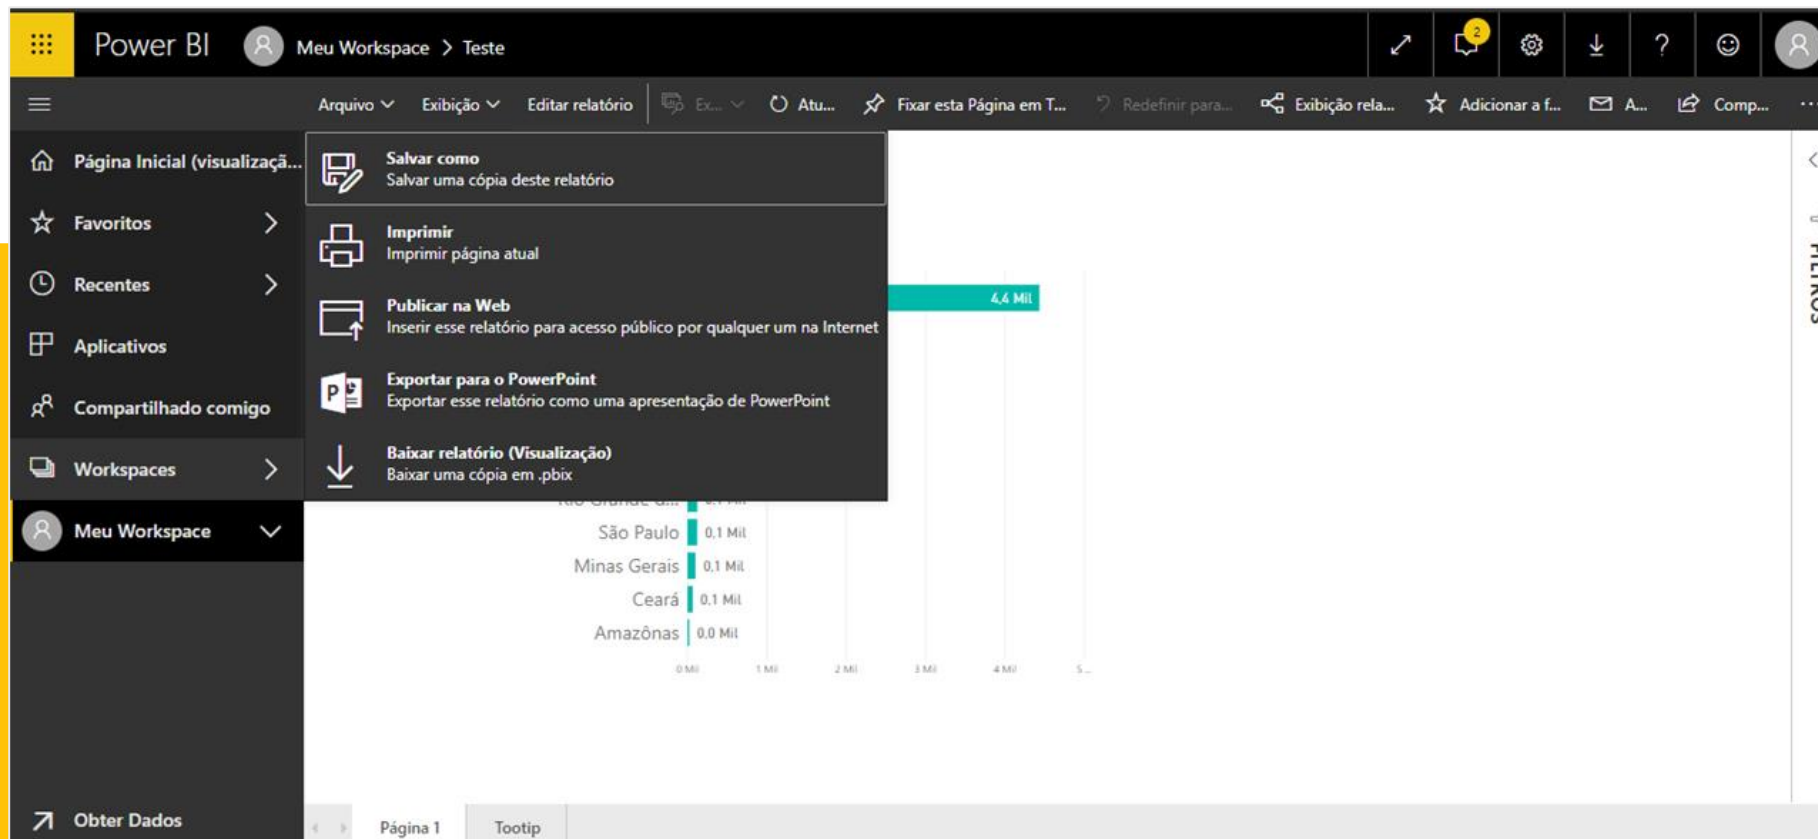 Power BI
Meu Workspace > Teste
2
?
Arquivo
Exibição
Editar relatório
Ex...
Atu...
Fixar esta Página em T...
Redefinir para...
Exibição rela...
Adicionar a f...
A...
Comp...
Página Inicial (visualizaçã...
Favoritos
Recentes
Aplicativos
Compartilhado comigo
Workspaces
Meu Workspace
Obter Dados
Salvar como
Salvar uma cópia deste relatório
Imprimir
Imprimir página atual
Publicar na Web
Inserir esse relatório para acesso público por qualquer um na Internet
Exportar para o PowerPoint
Exportar esse relatório como uma apresentação de PowerPoint
Baixar relatório (Visualização)
Baixar uma cópia em .pbix
4,4 Mil
São Paulo 0,1 Mil
Minas Gerais 0,1 Mil
Ceará 0,1 Mil
Amazônas 0,0 Mil
0 Mil 1 Mil 2 Mil 3 Mil 4 Mil 5...
FILTROS
Página 1
Tootip